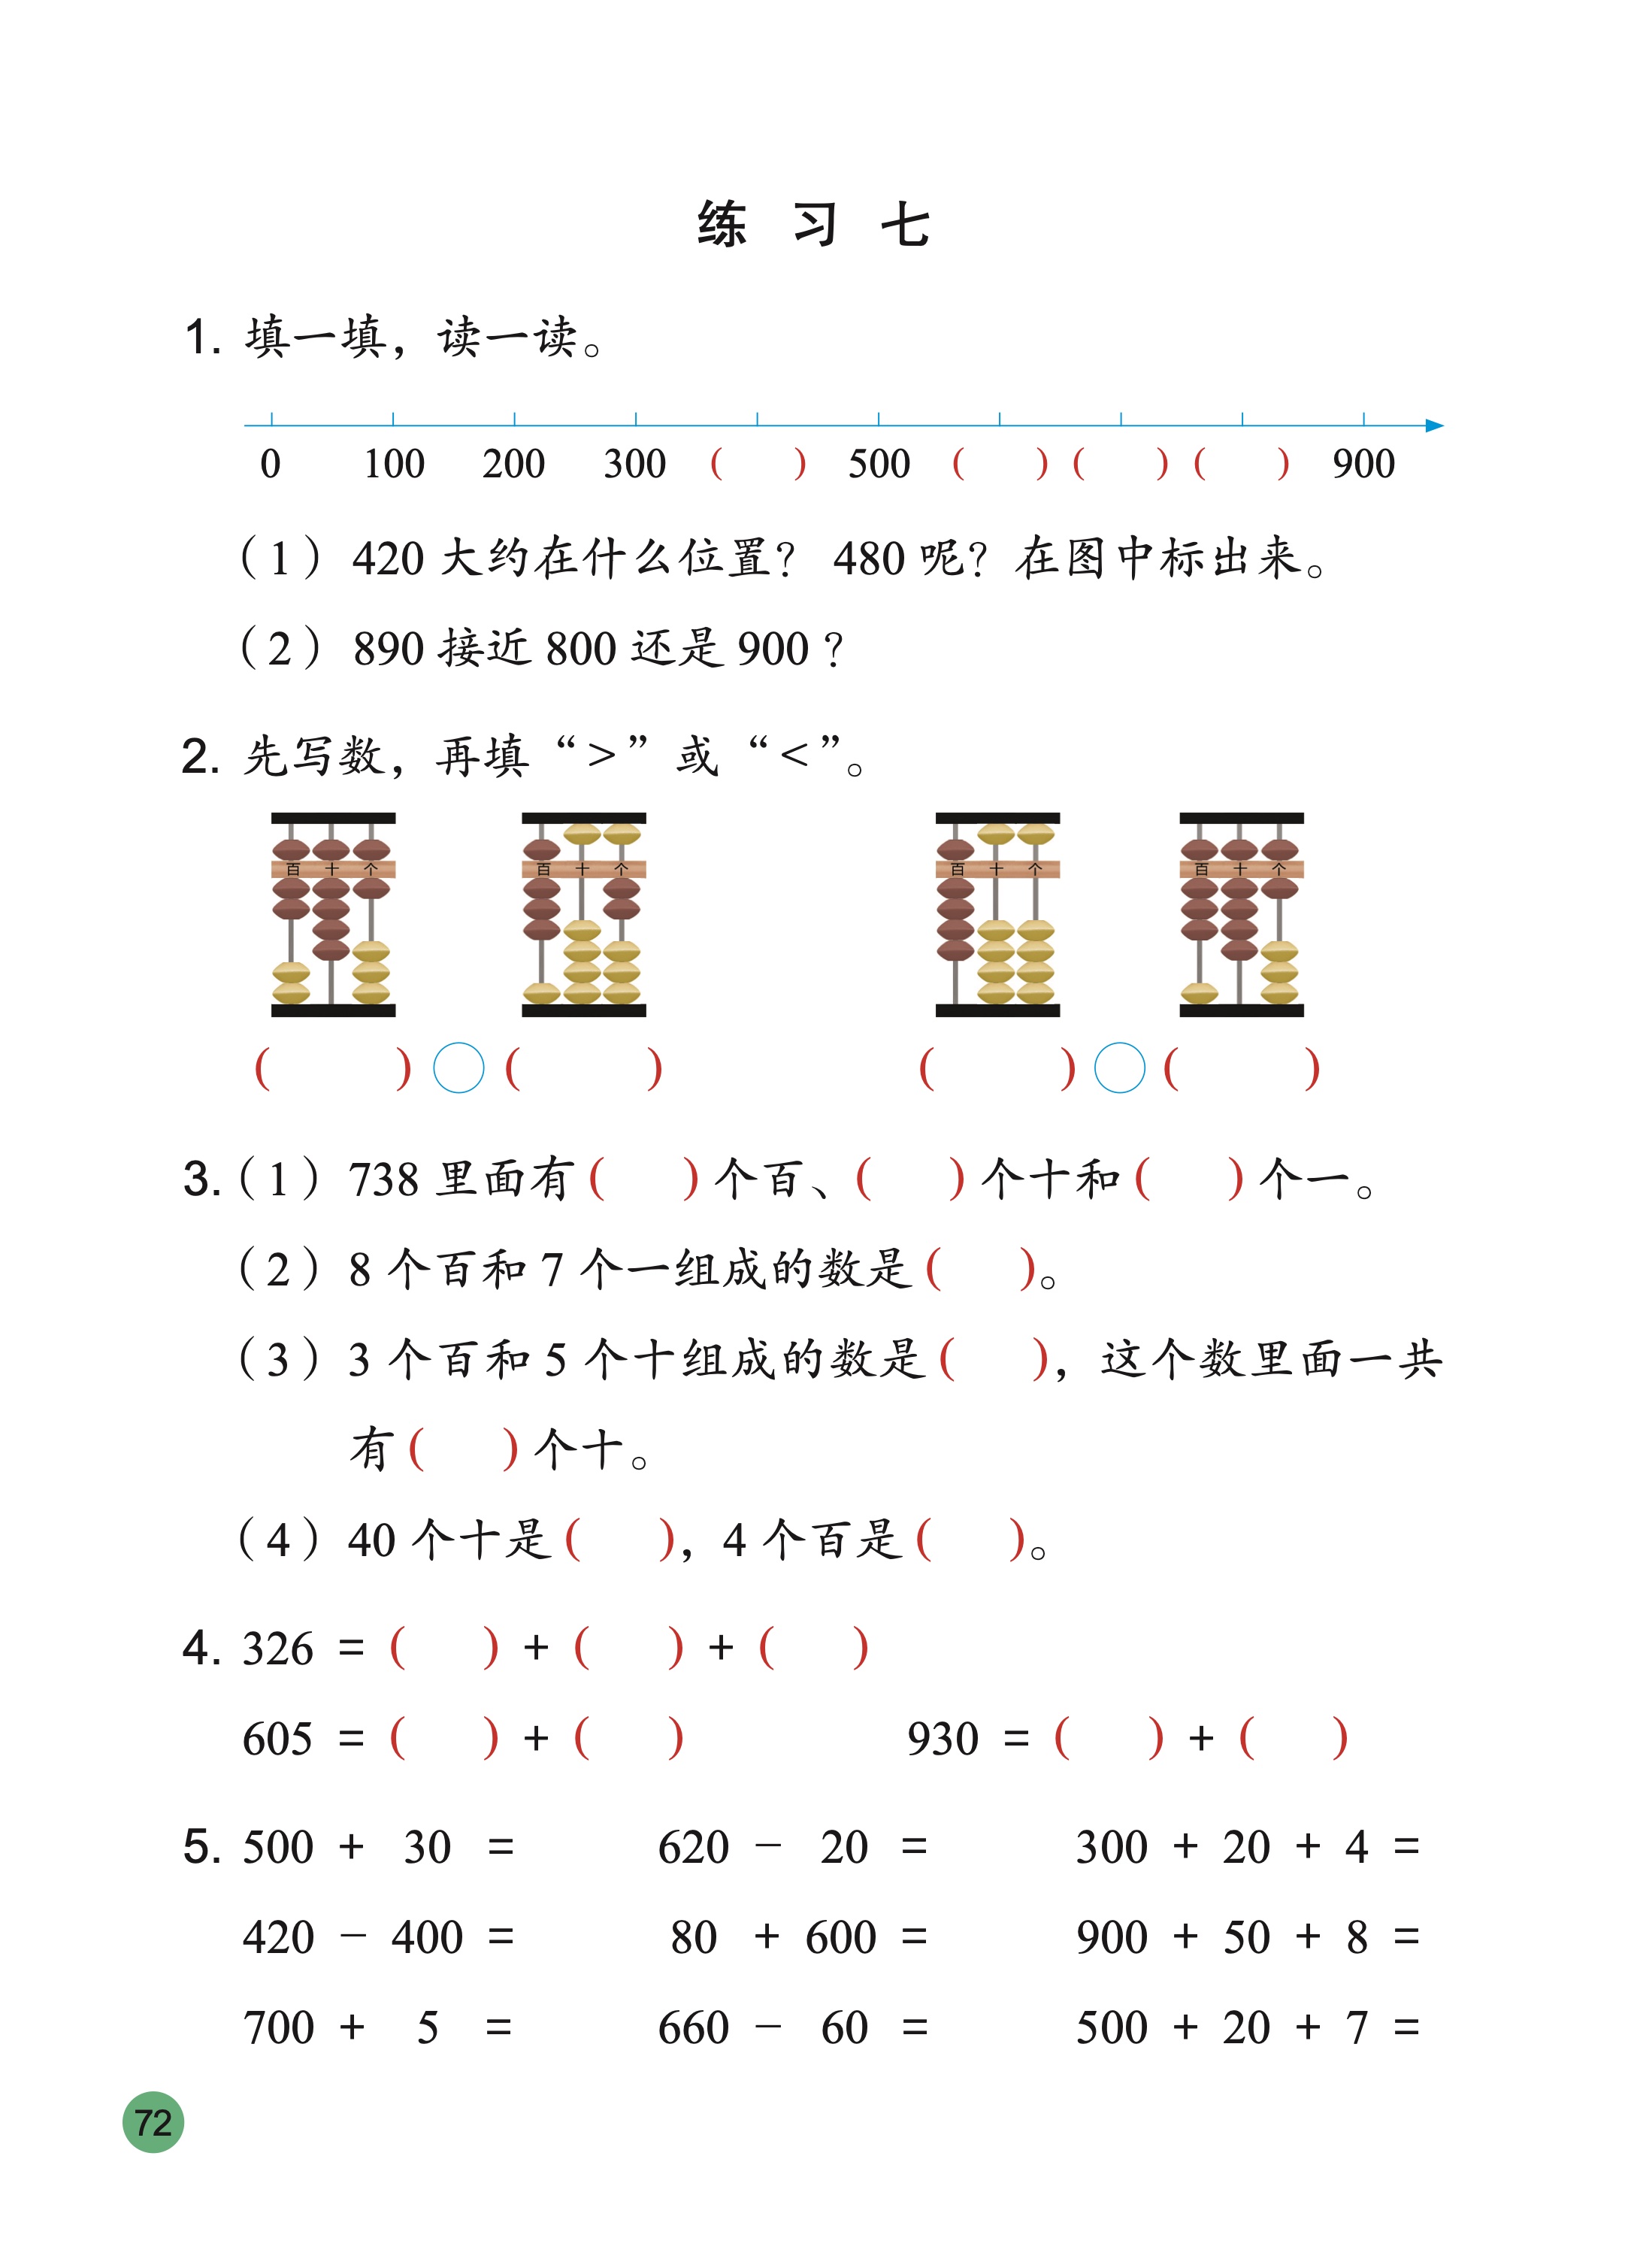 练 习 七
1. 填一填，读一读。
0 100 200 300 ( ) 500 ( ) ( ) ( ) 900
（1） 420 大约在什么位置？ 480 呢？在图中标出来。
（2） 890 接近 800 还是 900？
2. 先写数，再填“＞”或“＜”。
百 十 个 百 十 个 百 十 个 百 十 个
( ) ○ ( ) ( ) ○ ( )
3.（1） 738 里面有 ( ) 个百、( ) 个十和 ( ) 个一。
（2） 8 个百和 7 个一组成的数是 ( )。
（3） 3 个百和 5 个十组成的数是 ( )，这个数里面一共
有 ( ) 个十。
（4） 40 个十是 ( )，4 个百是 ( )。
4. 326 = ( ) + ( ) + ( )
605 = ( ) + ( ) 930 = ( ) + ( )
5. 500 + 30 = 620 − 20 = 300 + 20 + 4 =
420 − 400 = 80 + 600 = 900 + 50 + 8 =
700 + 5 = 660 − 60 = 500 + 20 + 7 =
72